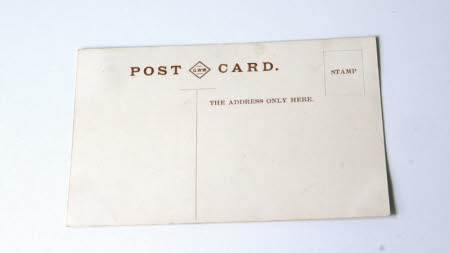 POST CARD.
STAMP
THE ADDRESS ONLY HERE.